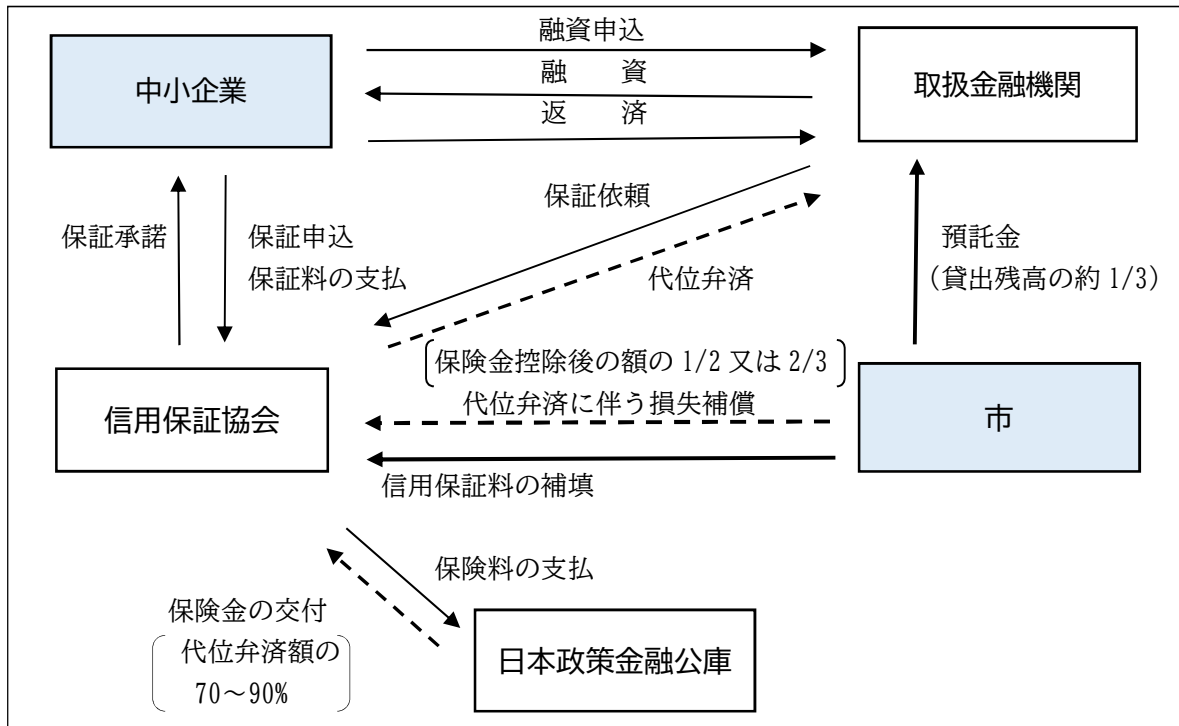 融資申込
中小企業
融 資
取扱金融機関
返 済
保証依頼
保証承諾
保証申込
保証料の支払
預託金
（貸出残高の約 1/3）
代位弁済
保険金控除後の額の 1/2 又は 2/3
代位弁済に伴う損失補償
信用保証協会
市
信用保証料の補填
保険料の支払
保険金の交付
代位弁済額の
70～90%
日本政策金融公庫